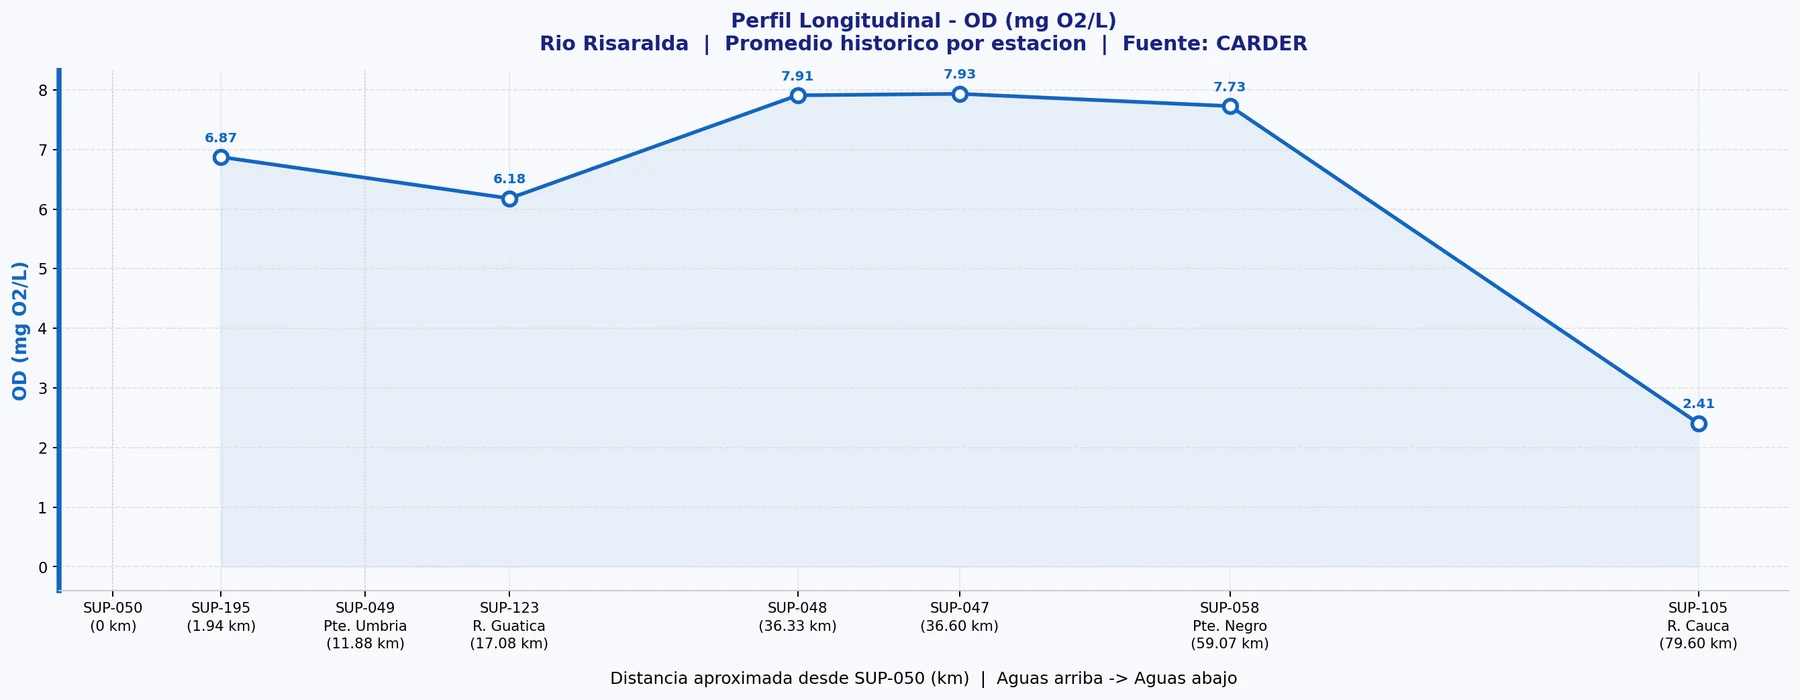 Perfil Longitudinal - OD (mg O2/L)
Rio Risaralda | Promedio historico por estacion | Fuente: CARDER
OD (mg O2/L)
8
7
6
5
4
3
2
1
0
6.87
6.18
7.91
7.93
7.73
2.41
SUP-050
(0 km)
SUP-195
(1.94 km)
SUP-049
Pte. Umbria
(11.88 km)
SUP-123
R. Guatica
(17.08 km)
SUP-048
(36.33 km)
SUP-047
(36.60 km)
SUP-058
Pte. Negro
(59.07 km)
SUP-105
R. Cauca
(79.60 km)
Distancia aproximada desde SUP-050 (km) | Aguas arriba -> Aguas abajo